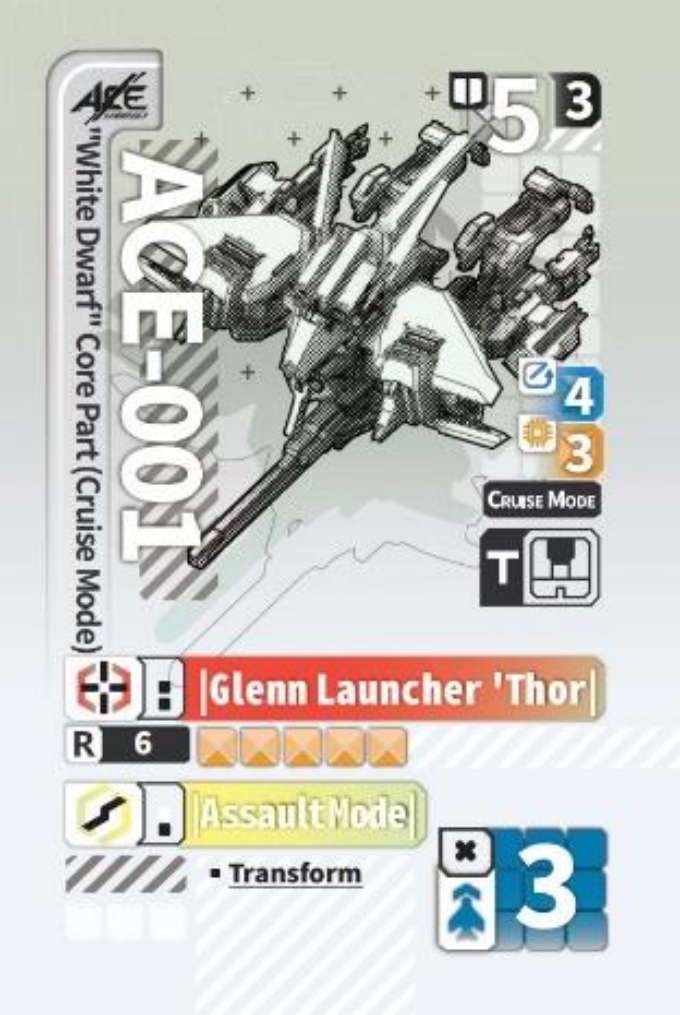 ACE
"White Dwarf" Core Part (Cruise Mode)
ACE-001
5
3
4
3
CRUISE MODE
T
|Glenn Launcher 'Thor|
R 6
|Assault Mode|
▪ Transform
3